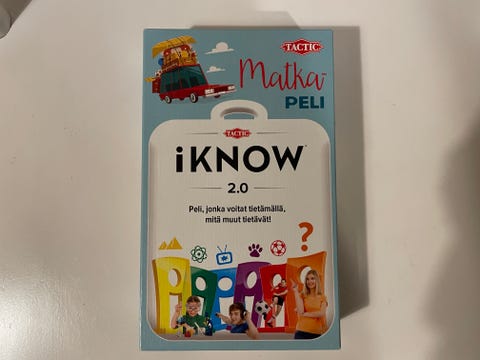 TACTIC
Matka-
PELI
TACTIC
iKNOW
2.0
Peli, jonka voitat tietämällä,
mitä muut tietävät!
?